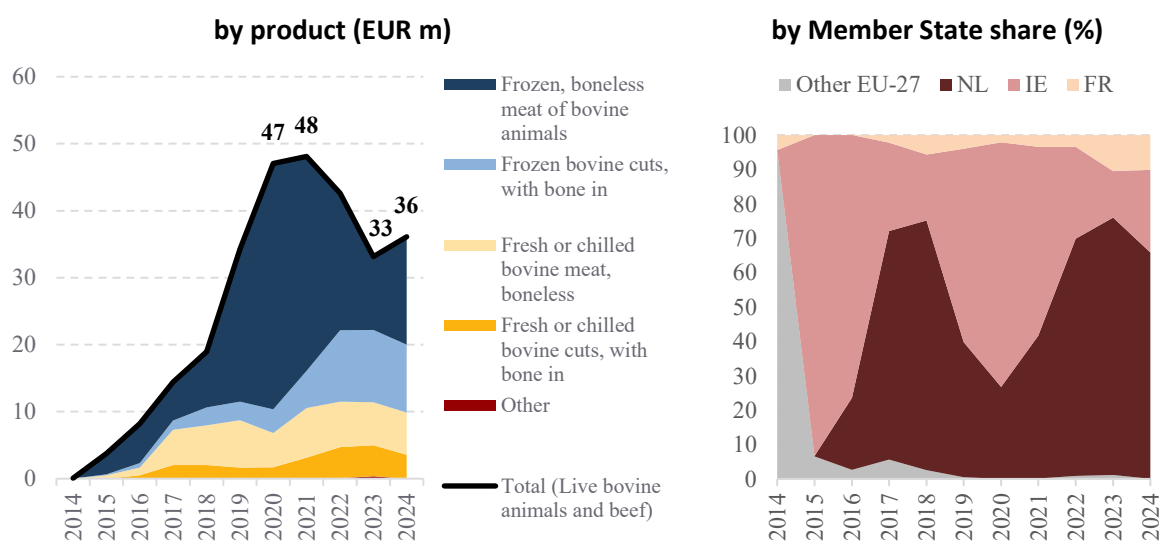 by product (EUR m)
60
50
40
30
20
10
0
47
48
33
36
2014
2015
2016
2017
2018
2019
2020
2021
2022
2023
2024
Frozen, boneless
meat of bovine
animals
Frozen bovine cuts,
with bone in
Fresh or chilled
bovine meat,
boneless
Fresh or chilled
bovine cuts, with
bone in
Other
Total (Live bovine
animals and beef)
by Member State share (%)
Other EU-27 NL IE FR
100
90
80
70
60
50
40
30
20
10
0
2014
2015
2016
2017
2018
2019
2020
2021
2022
2023
2024